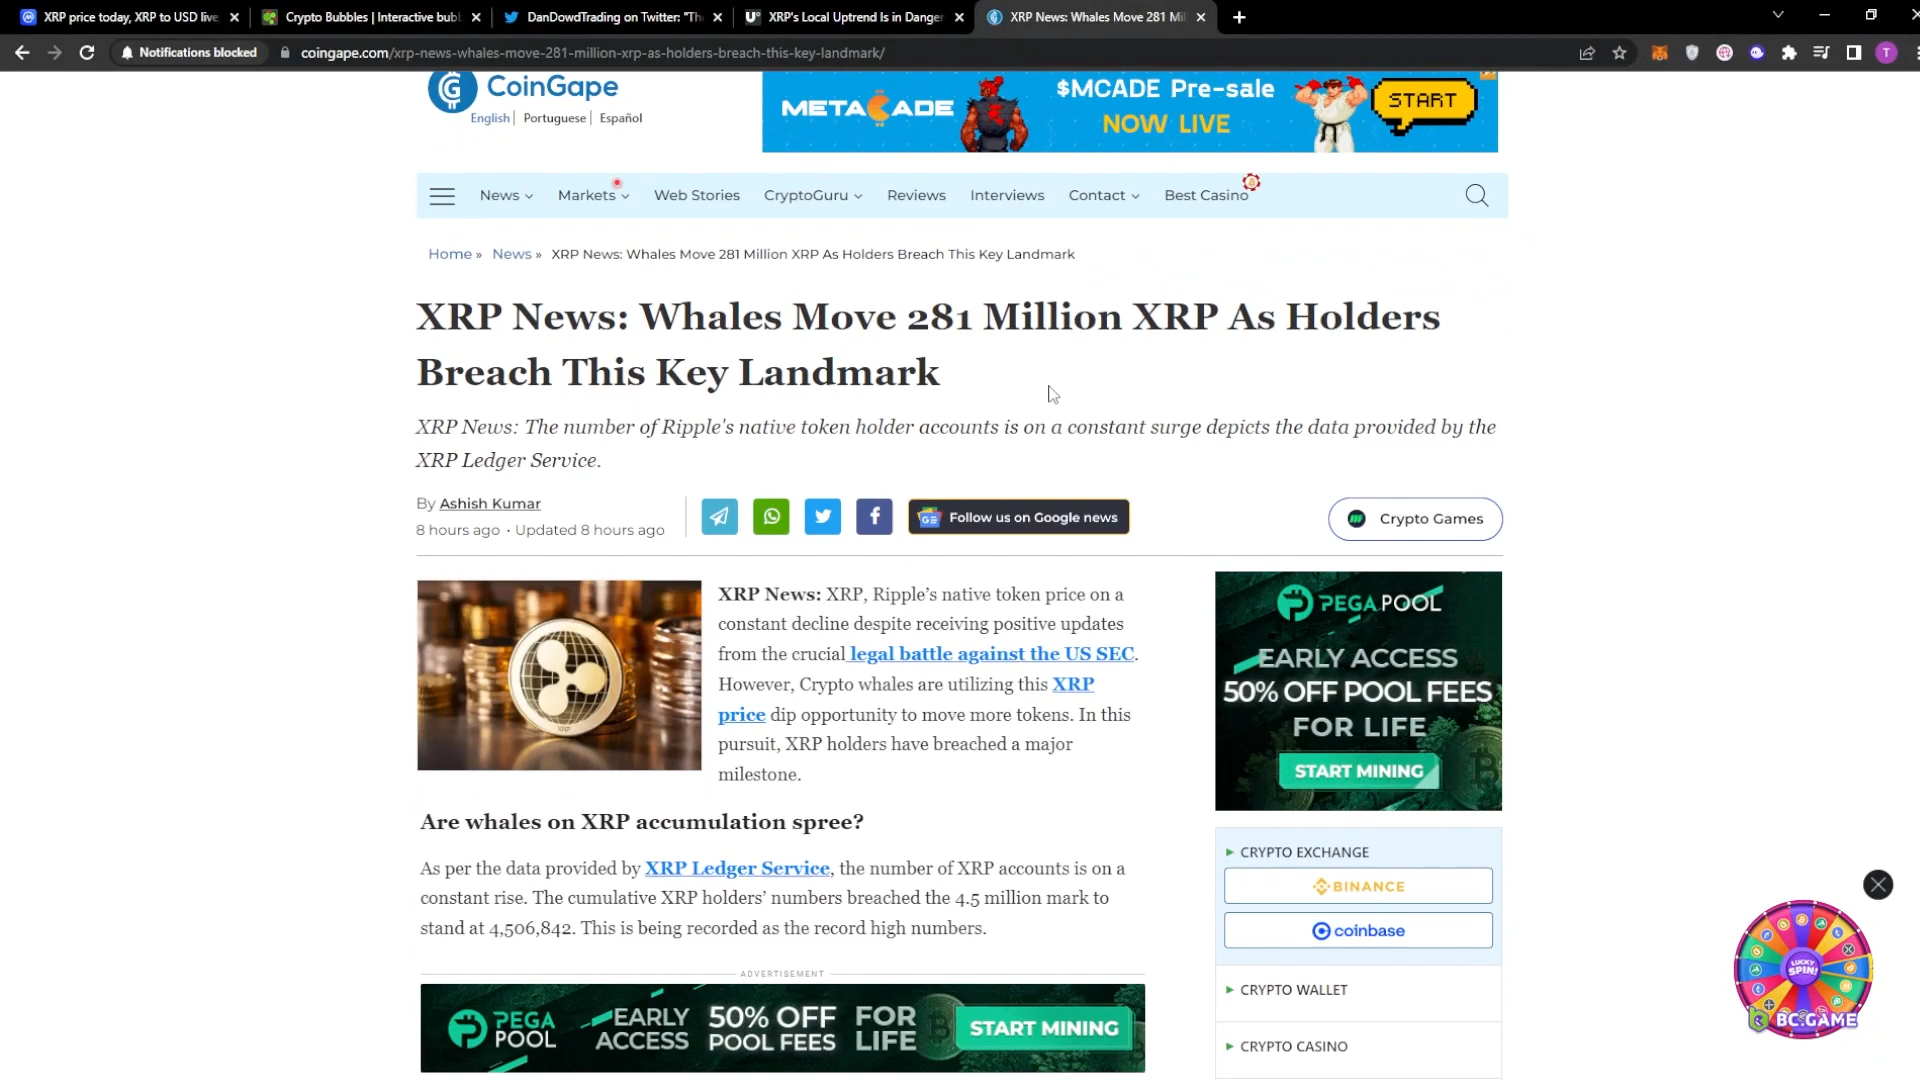 XRP price today, XRP to USD live,
Crypto Bubbles | Interactive bubb
DanDowdTrading on Twitter: "Th
XRP's Local Uptrend Is in Danger
XRP News: Whales Move 281 Mil
Notifications blocked
coingape.com/xrp-news-whales-move-281-million-xrp-as-holders-breach-this-key-landmark/
T
CoinGape
English | Portuguese | Español
METACADE
$MCADE Pre-sale
NOW LIVE
START
News
Markets
Web Stories
CryptoGuru
Reviews
Interviews
Contact
Best Casino
Home » News » XRP News: Whales Move 281 Million XRP As Holders Breach This Key Landmark
XRP News: Whales Move 281 Million XRP As Holders
Breach This Key Landmark
XRP News: The number of Ripple's native token holder accounts is on a constant surge depicts the data provided by the
XRP Ledger Service.
By Ashish Kumar
8 hours ago · Updated 8 hours ago
Follow us on Google news
Crypto Games
XRP News: XRP, Ripple’s native token price on a
constant decline despite receiving positive updates
from the crucial legal battle against the US SEC.
However, Crypto whales are utilizing this XRP
price dip opportunity to move more tokens. In this
pursuit, XRP holders have breached a major
milestone.
PEGA POOL
EARLY ACCESS
50% OFF POOL FEES
FOR LIFE
START MINING
Are whales on XRP accumulation spree?
As per the data provided by XRP Ledger Service, the number of XRP accounts is on a
constant rise. The cumulative XRP holders’ numbers breached the 4.5 million mark to
stand at 4,506,842. This is being recorded as the record high numbers.
ADVERTISEMENT
PEGA POOL
EARLY ACCESS
50% OFF POOL FEES
FOR LIFE
START MINING
CRYPTO EXCHANGE
BINANCE
coinbase
CRYPTO WALLET
CRYPTO CASINO
LUCKY SPIN!
BC.GAME